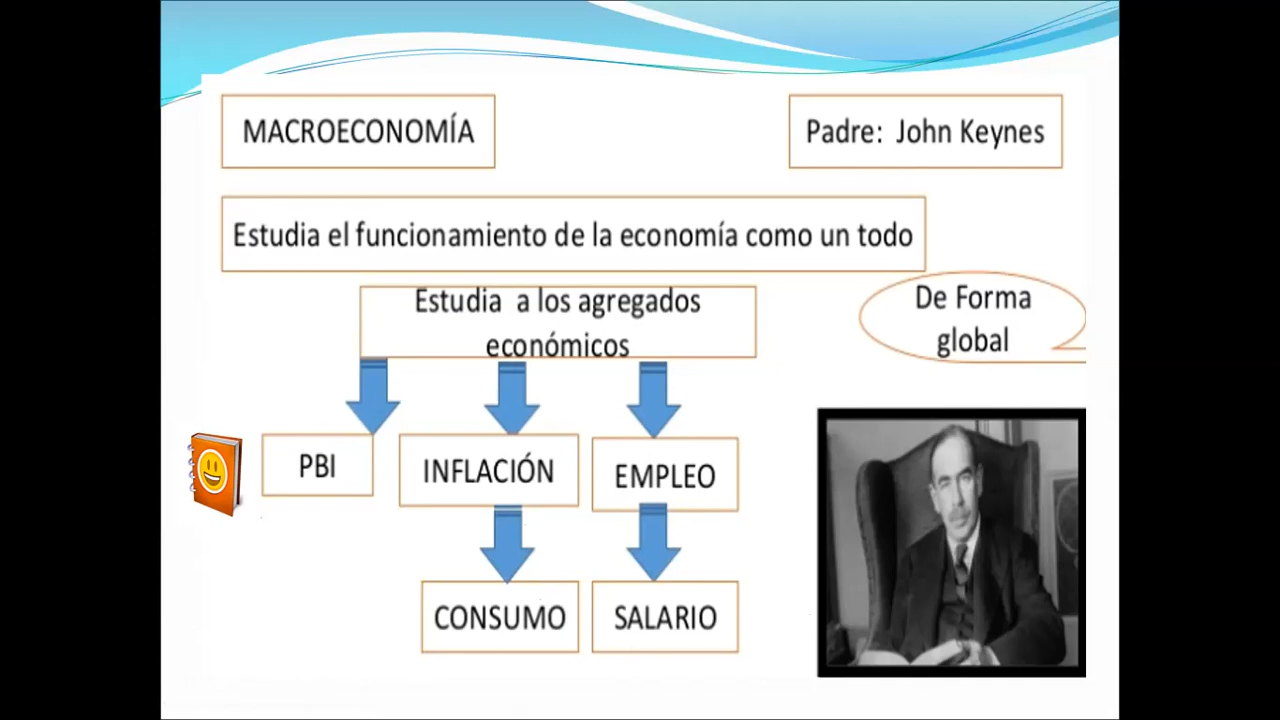 MACROECONOMÍA
Padre: John Keynes
Estudia el funcionamiento de la economía como un todo
Estudia a los agregados
económicos
De Forma
global
PBI
INFLACIÓN
EMPLEO
CONSUMO
SALARIO